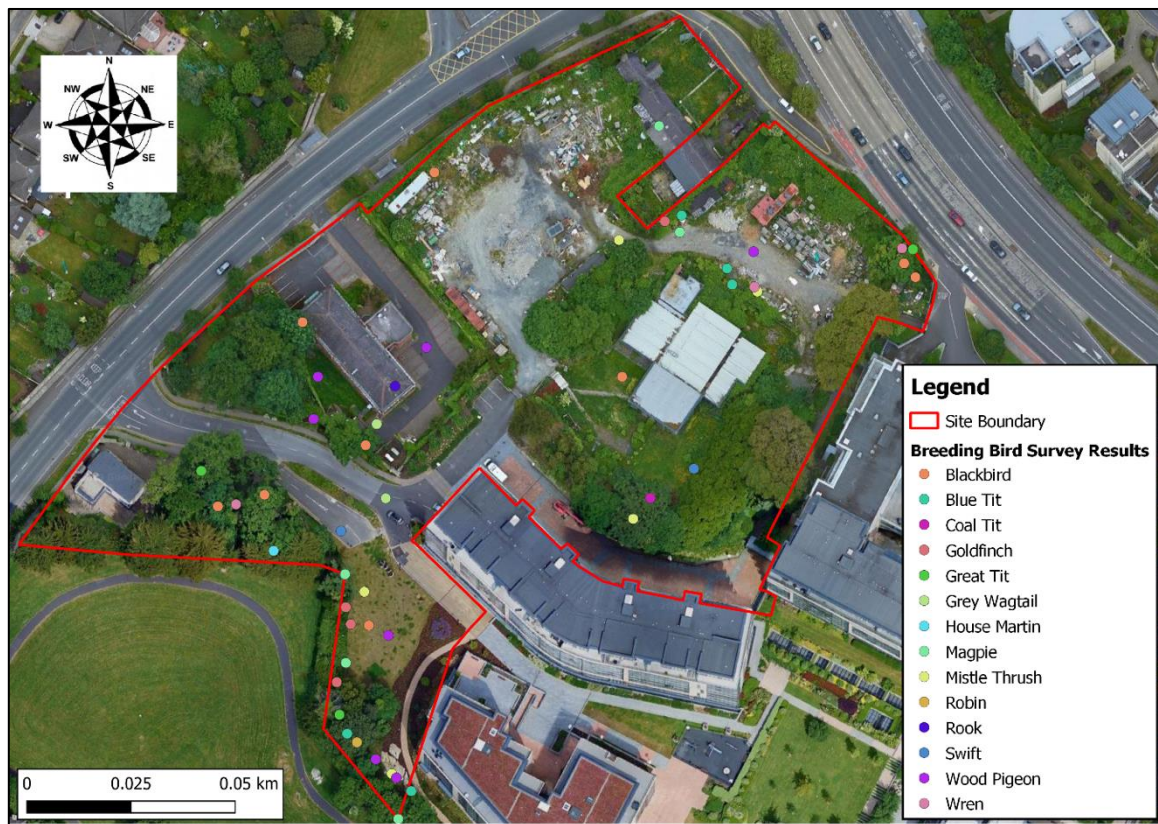 N
NW
NE
W
E
SW
SE
S
Legend
Site Boundary
Breeding Bird Survey Results
Blackbird
Blue Tit
Coal Tit
Goldfinch
Great Tit
Grey Wagtail
House Martin
Magpie
Mistle Thrush
Robin
Rook
Swift
Wood Pigeon
Wren
0 0.025 0.05 km